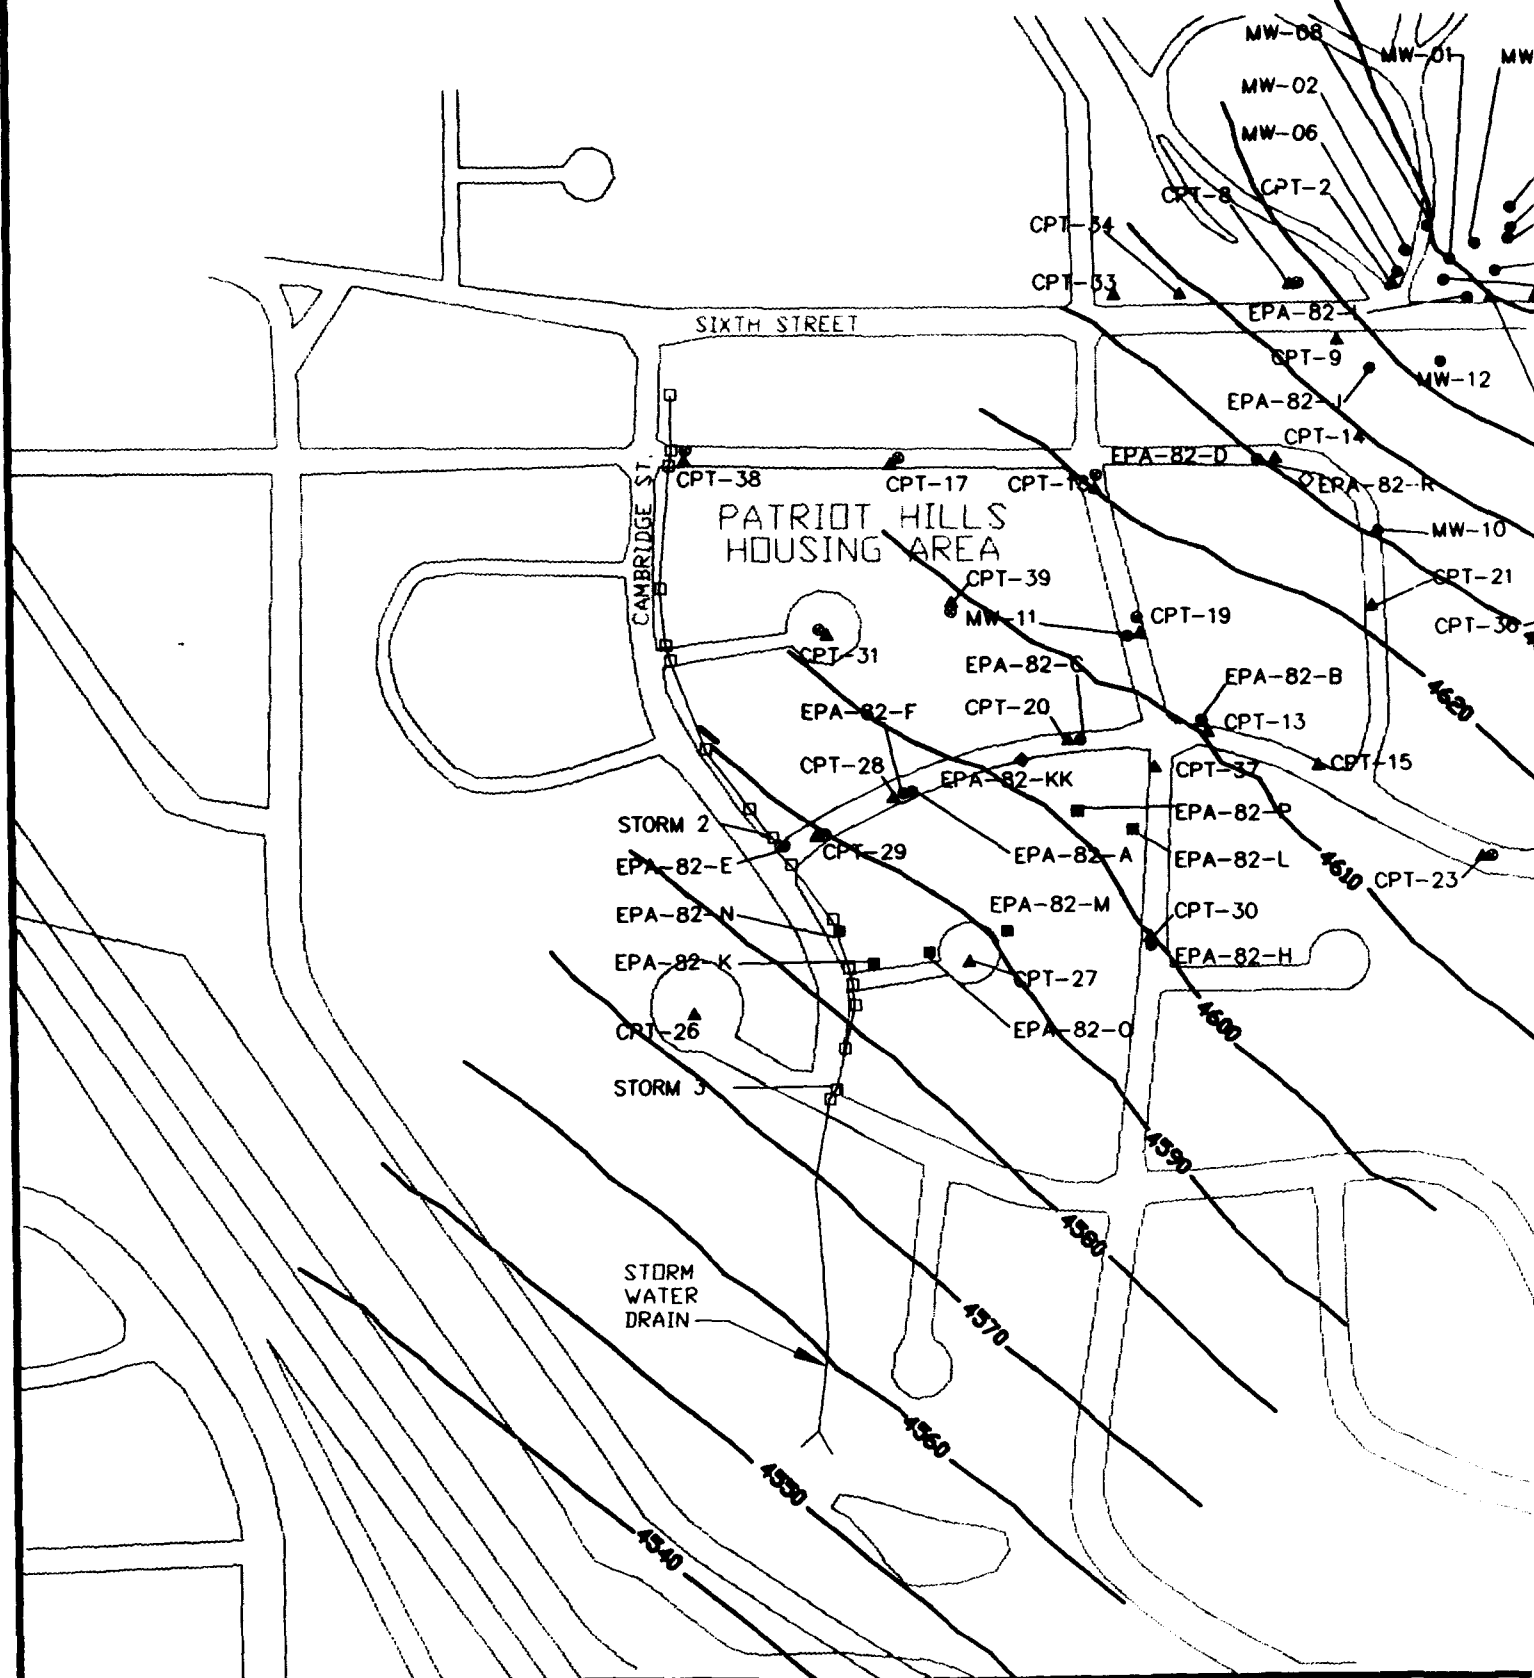 MW-08
MW-01
MW
MW-02
MW-06
CPT-8
CPT-2
CPT-34
CPT-33
EPA-82-I
SIXTH STREET
CPT-9
MW-12
EPA-82-J
CPT-14
EPA-82-D
CPT-38
CPT-17
EPA-82-R
CAMBRIDGE ST.
PATRIOT HILLS
HOUSING AREA
MW-10
CPT-39
CPT-21
MW-11
CPT-19
CPT-31
EPA-82-C
EPA-82-B
4620
EPA-82-F
CPT-20
CPT-13
CPT-28
EPA-82-KK
CPT-37
CPT-15
EPA-82-P
STORM 2
CPT-29
EPA-82-A
EPA-82-L
EPA-82-E
4610
CPT-23
EPA-82-N
EPA-82-M
CPT-30
EPA-82-K
EPA-82-H
CPT-27
CPT-26
EPA-82-O
4600
STORM 3
4590
4580
STORM
WATER
DRAIN
4570
4560
4550
4540